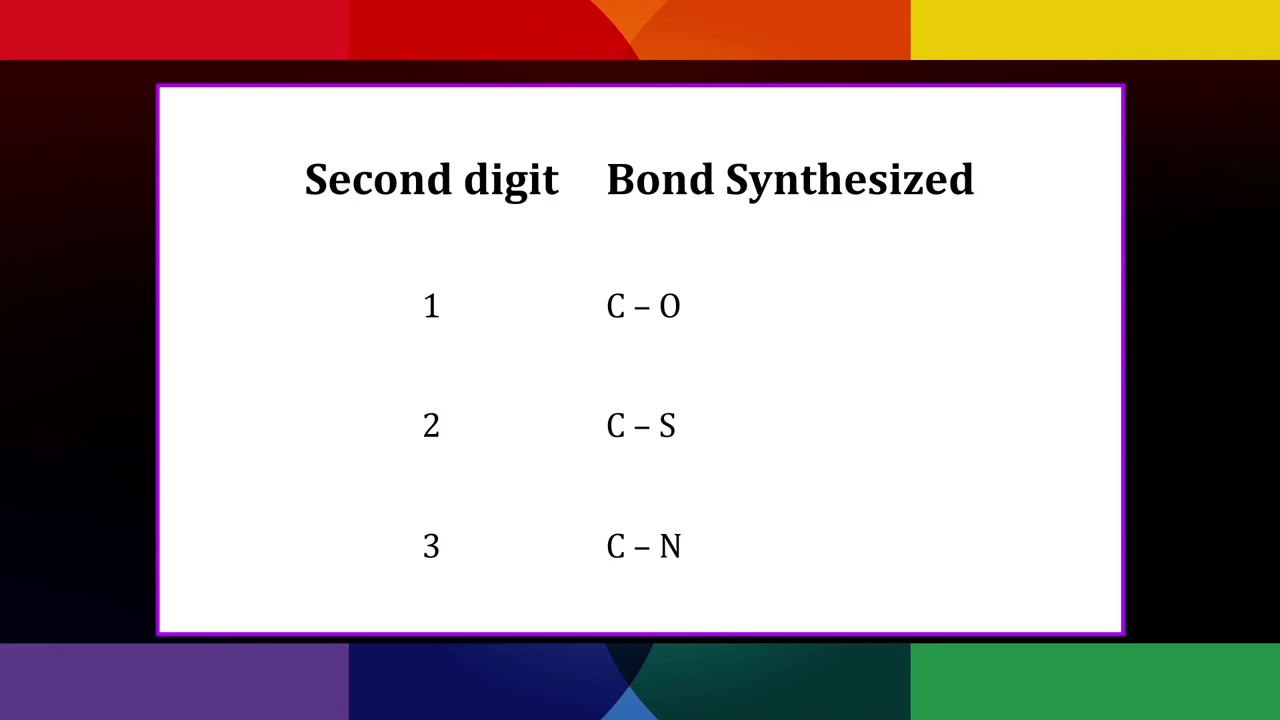 Second digit Bond Synthesized
1 C – O
2 C – S
3 C – N